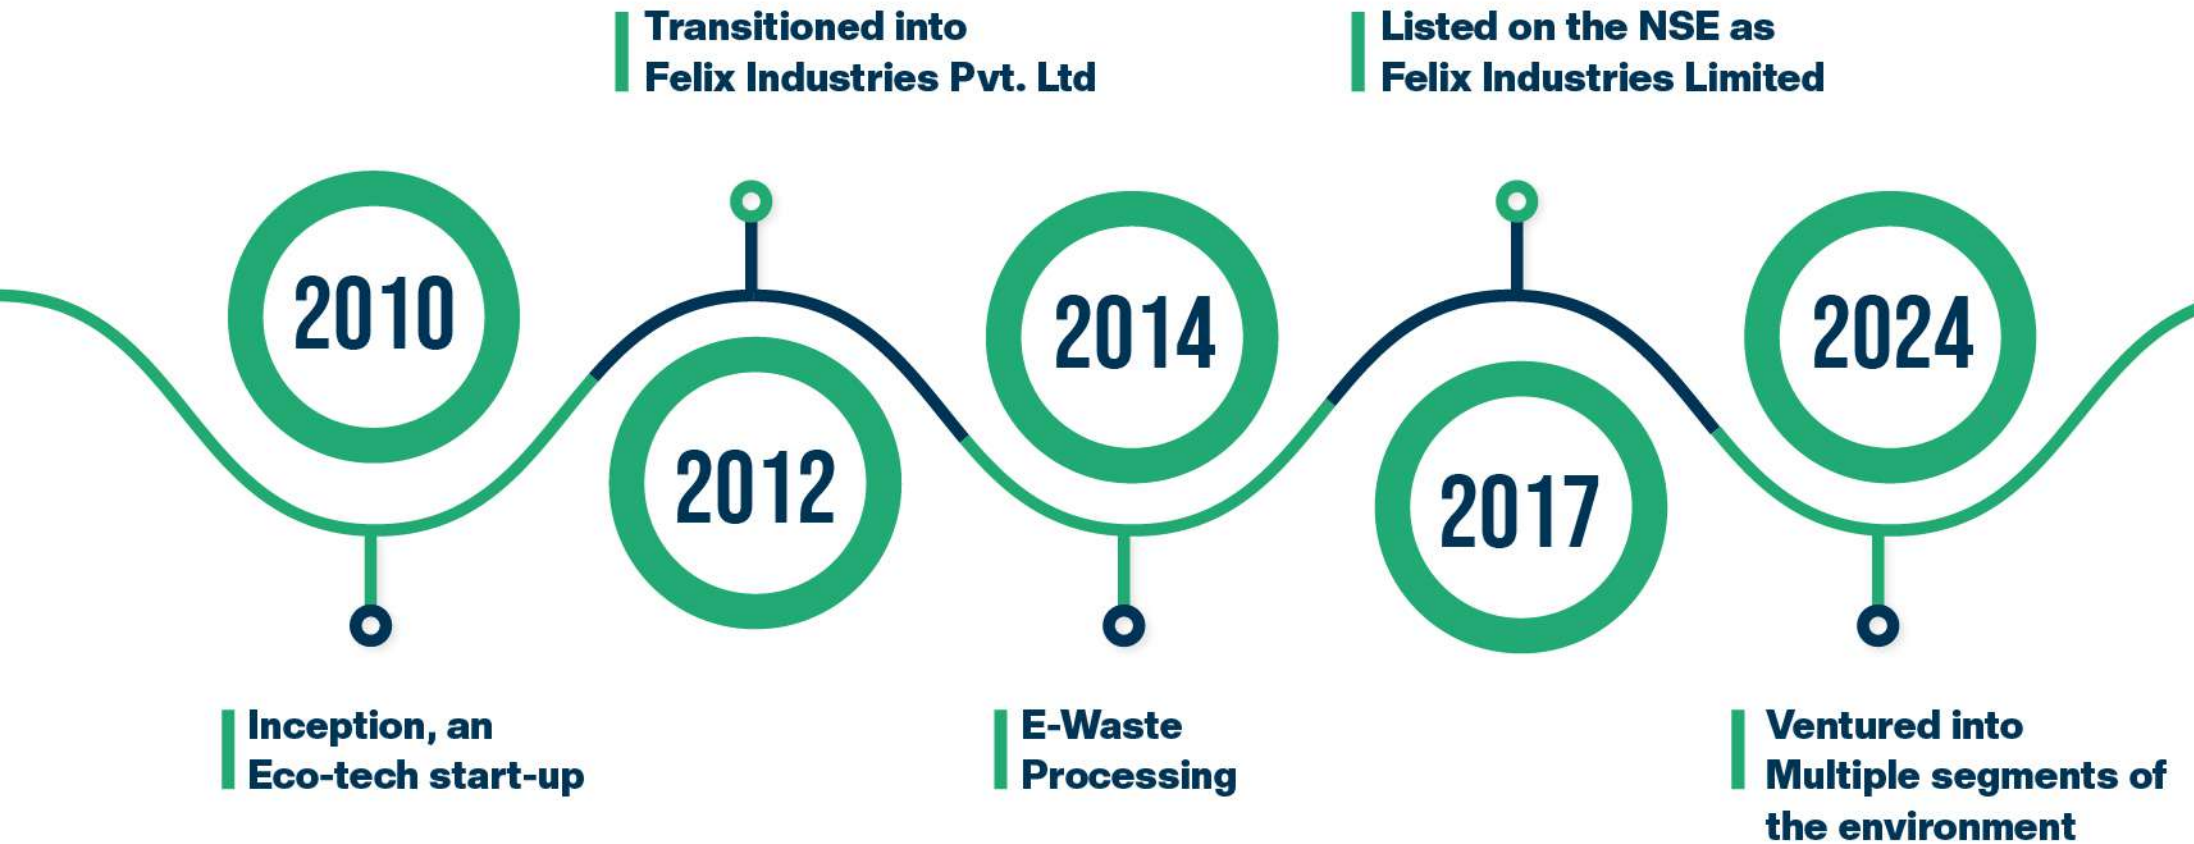 Transitioned into
Felix Industries Pvt. Ltd
Listed on the NSE as
Felix Industries Limited
2010
2012
2014
2017
2024
Inception, an
Eco-tech start-up
E-Waste
Processing
Ventured into
Multiple segments of
the environment